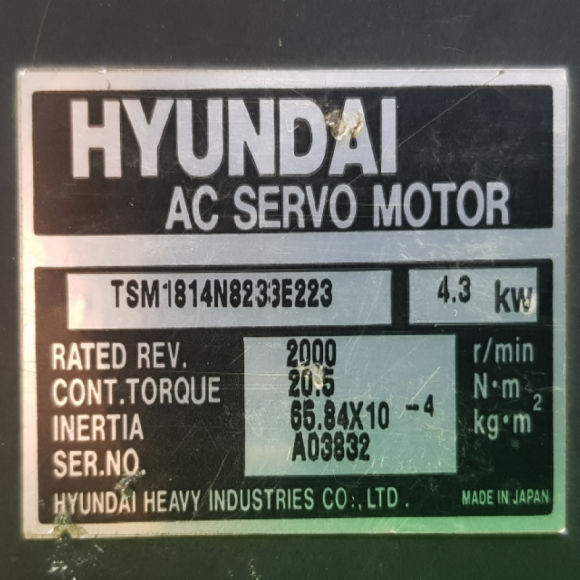 HYUNDAI
AC SERVO MOTOR
TSM1814N8233E223 4.3 kw
RATED REV. 2000 r/min
CONT.TORQUE 20.5 N·m
INERTIA 65.84X10⁻⁴ kg·m²
SER.NO. A03832
HYUNDAI HEAVY INDUSTRIES CO.,LTD. MADE IN JAPAN